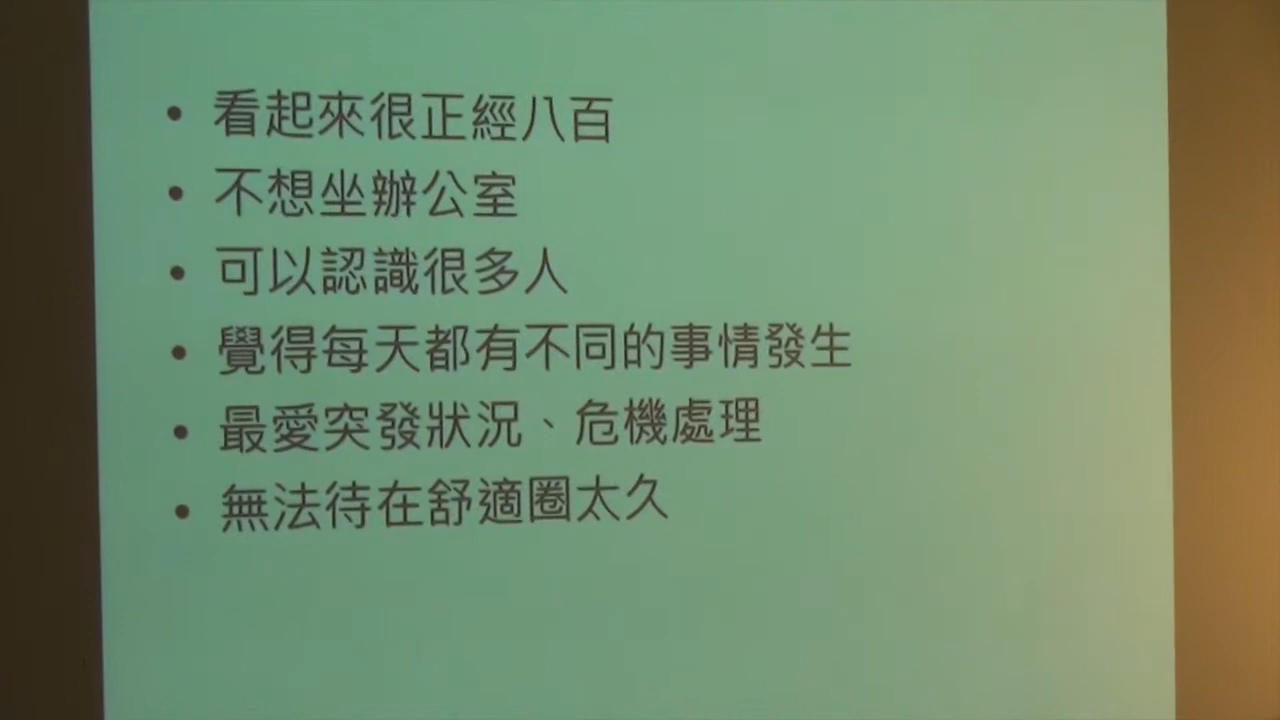 • 看起來很正經八百
• 不想坐辦公室
• 可以認識很多人
• 覺得每天都有不同的事情發生
• 最愛突發狀況、危機處理
• 無法待在舒適圈太久